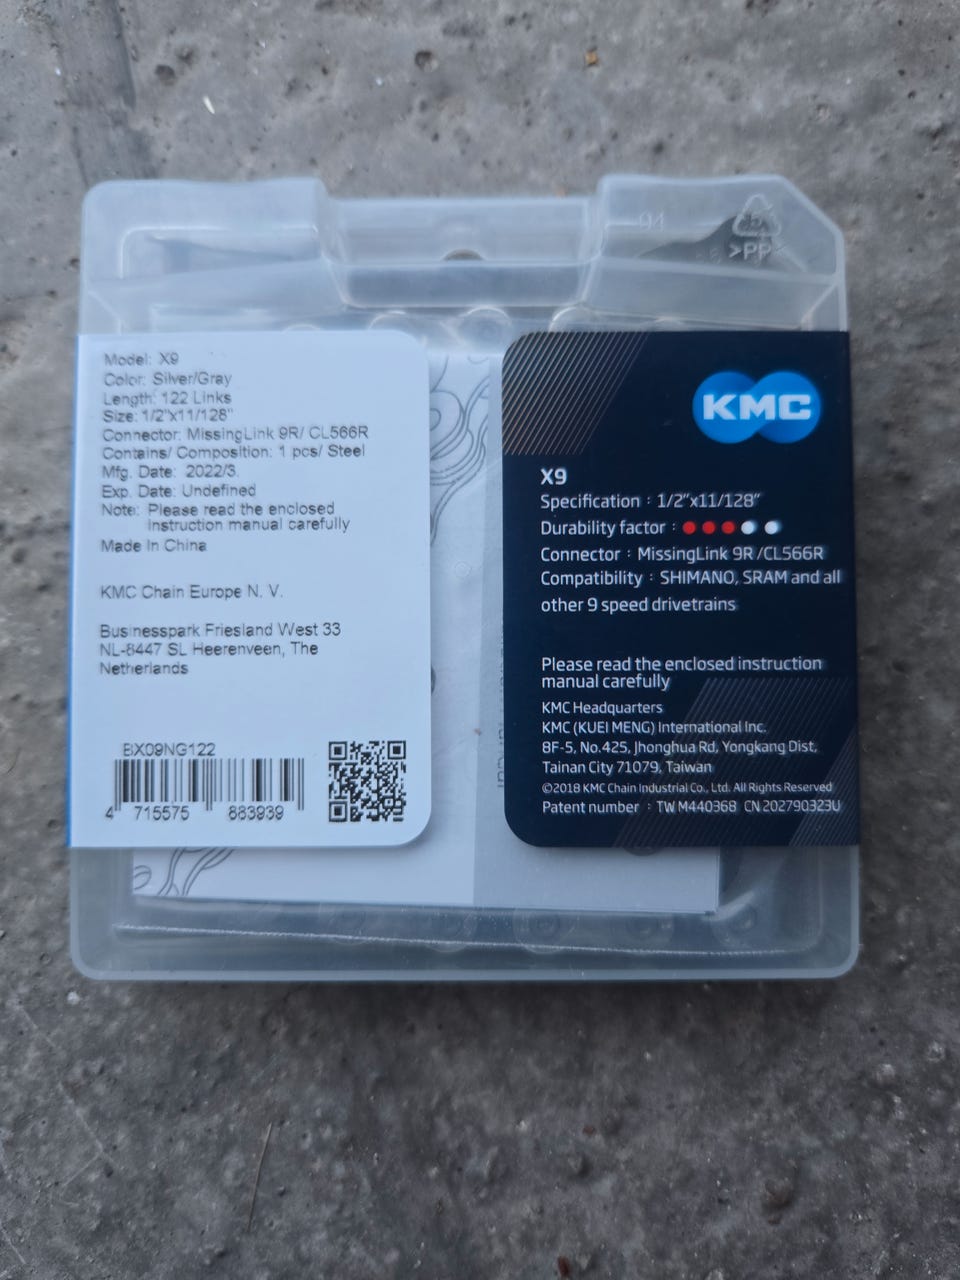 04
5
>PP<
Model: X9
Color: Silver/Gray
Length: 122 Links
Size: 1/2"x11/128"
Connector: MissingLink 9R/ CL566R
Contains/ Composition: 1 pcs/ Steel
Mfg. Date: 2022/3.
Exp. Date: Undefined
Note: Please read the enclosed
instruction manual carefully
Made In China
KMC Chain Europe N. V.
Businesspark Friesland West 33
NL-8447 SL Heerenveen, The
Netherlands
BX09NG122
4 715575 883939
KMC
X9
Specification : 1/2"x11/128"
Durability factor :
Connector : MissingLink 9R /CL566R
Compatibility : SHIMANO, SRAM and all
other 9 speed drivetrains
Please read the enclosed instruction
manual carefully
KMC Headquarters
KMC (KUEI MENG) International Inc.
8F-5, No.425, Jhonghua Rd, Yongkang Dist,
Tainan City 71079, Taiwan
©2018 KMC Chain Industrial Co., Ltd. All Rights Reserved
Patent number : TW M440368 CN 202790323U